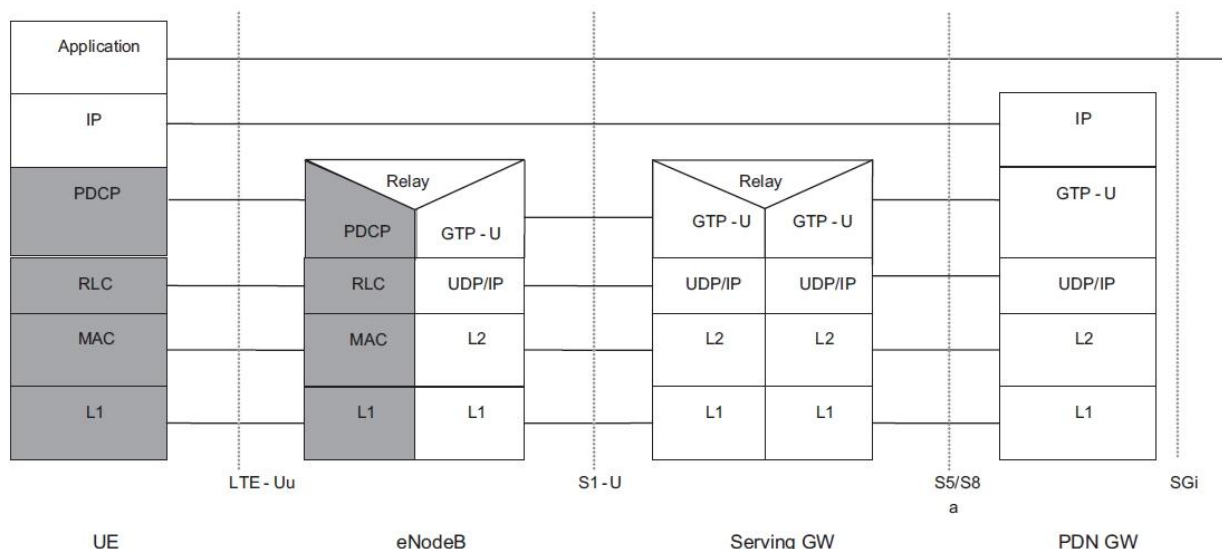 Application
IP
IP
Relay
Relay
PDCP
GTP - U
PDCP
GTP - U
GTP - U
GTP - U
RLC
RLC
UDP/IP
UDP/IP
UDP/IP
UDP/IP
MAC
MAC
L2
L2
L2
L2
L1
L1
L1
L1
L1
L1
LTE - Uu
S1 - U
S5/S8
a
SGi
UE
eNodeB
Serving GW
PDN GW